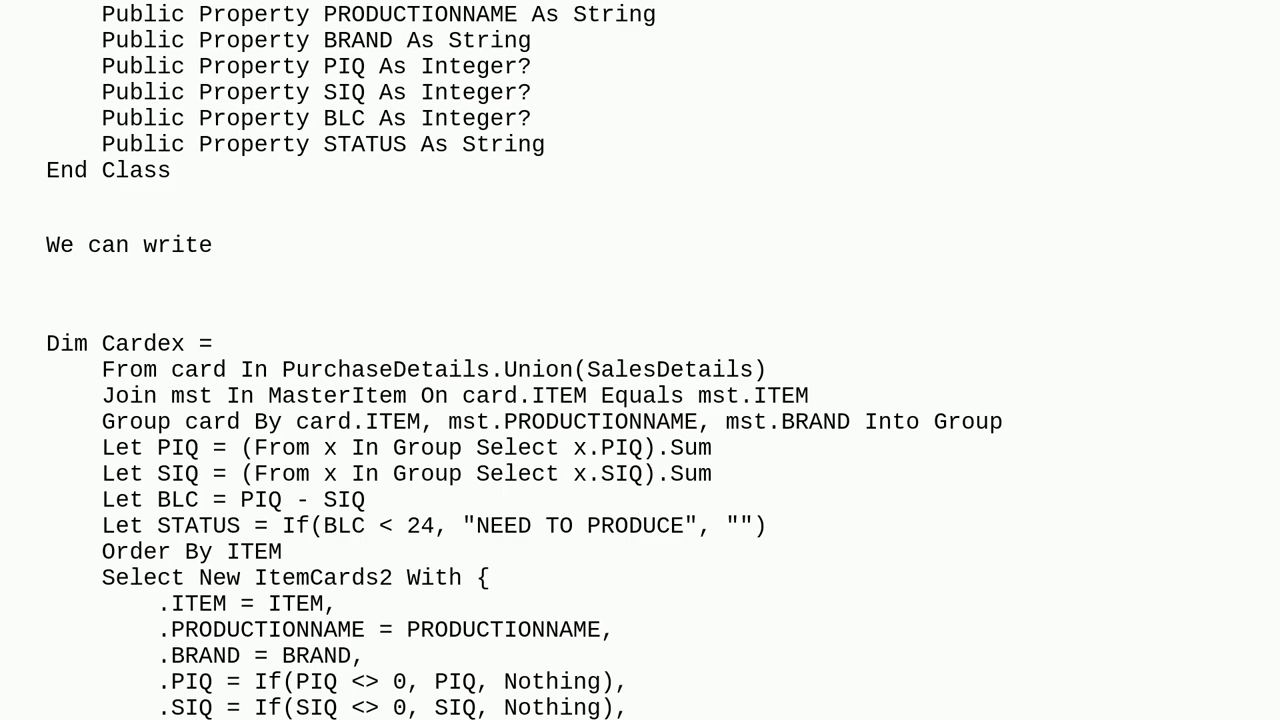 Public Property PRODUCTIONNAME As String
Public Property BRAND As String
Public Property PIQ As Integer?
Public Property SIQ As Integer?
Public Property BLC As Integer?
Public Property STATUS As String
End Class
We can write
Dim Cardex =
From card In PurchaseDetails.Union(SalesDetails)
Join mst In MasterItem On card.ITEM Equals mst.ITEM
Group card By card.ITEM, mst.PRODUCTIONNAME, mst.BRAND Into Group
Let PIQ = (From x In Group Select x.PIQ).Sum
Let SIQ = (From x In Group Select x.SIQ).Sum
Let BLC = PIQ - SIQ
Let STATUS = If(BLC < 24, "NEED TO PRODUCE", "")
Order By ITEM
Select New ItemCards2 With {
.ITEM = ITEM,
.PRODUCTIONNAME = PRODUCTIONNAME,
.BRAND = BRAND,
.PIQ = If(PIQ <> 0, PIQ, Nothing),
.SIQ = If(SIQ <> 0, SIQ, Nothing),